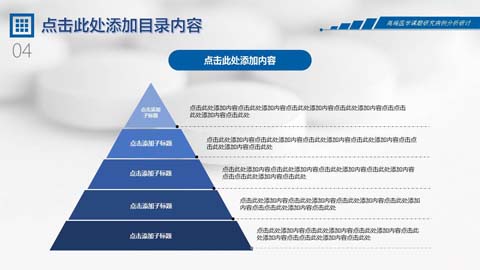 点击此处添加目录内容
高端医学课题研究病例分析研讨
04
点击此处添加内容
点击添加
子标题
点击此处添加内容点击此处添加内容点击此处添加内容点击此处添加内容点击点击
此处添加内容点击此处
点击添加子标题
点击此处添加内容点击此处添加内容点击此处添加内容点击此处添加内容点击点
击此处添加内容点击此处
点击添加子标题
点击此处添加内容点击此处添加内容点击此处添加内容点击此处添加内容
点击点击此处添加内容点击此处
点击添加子标题
点击此处添加内容点击此处添加内容点击此处添加内容点击此处添
加内容点击点击此处添加内容点击此处
点击添加子标题
点击此处添加内容点击此处添加内容点击此处添加内容点击此
处添加内容点击点击此处添加内容点击此处